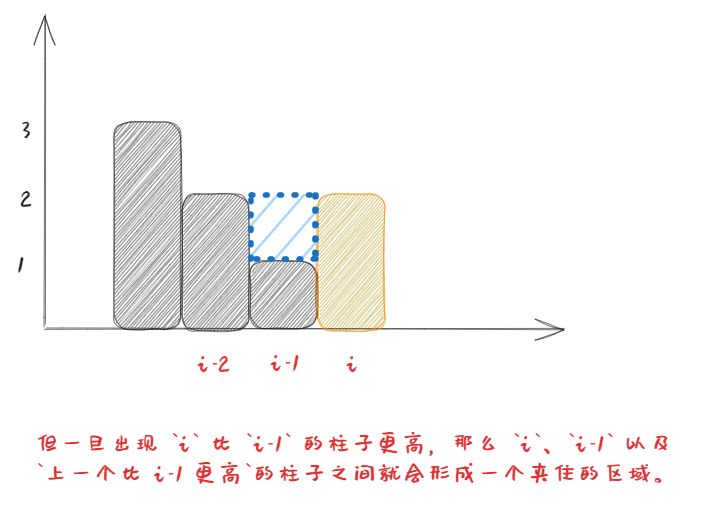 3
2
1
i-2 i-1 i
但一旦出现 `i` 比 `i-1` 的柱子更高，那么 `i`、`i-1` 以及
`上一个比 i-1 更高`的柱子之间就会形成一个夹住的区域。